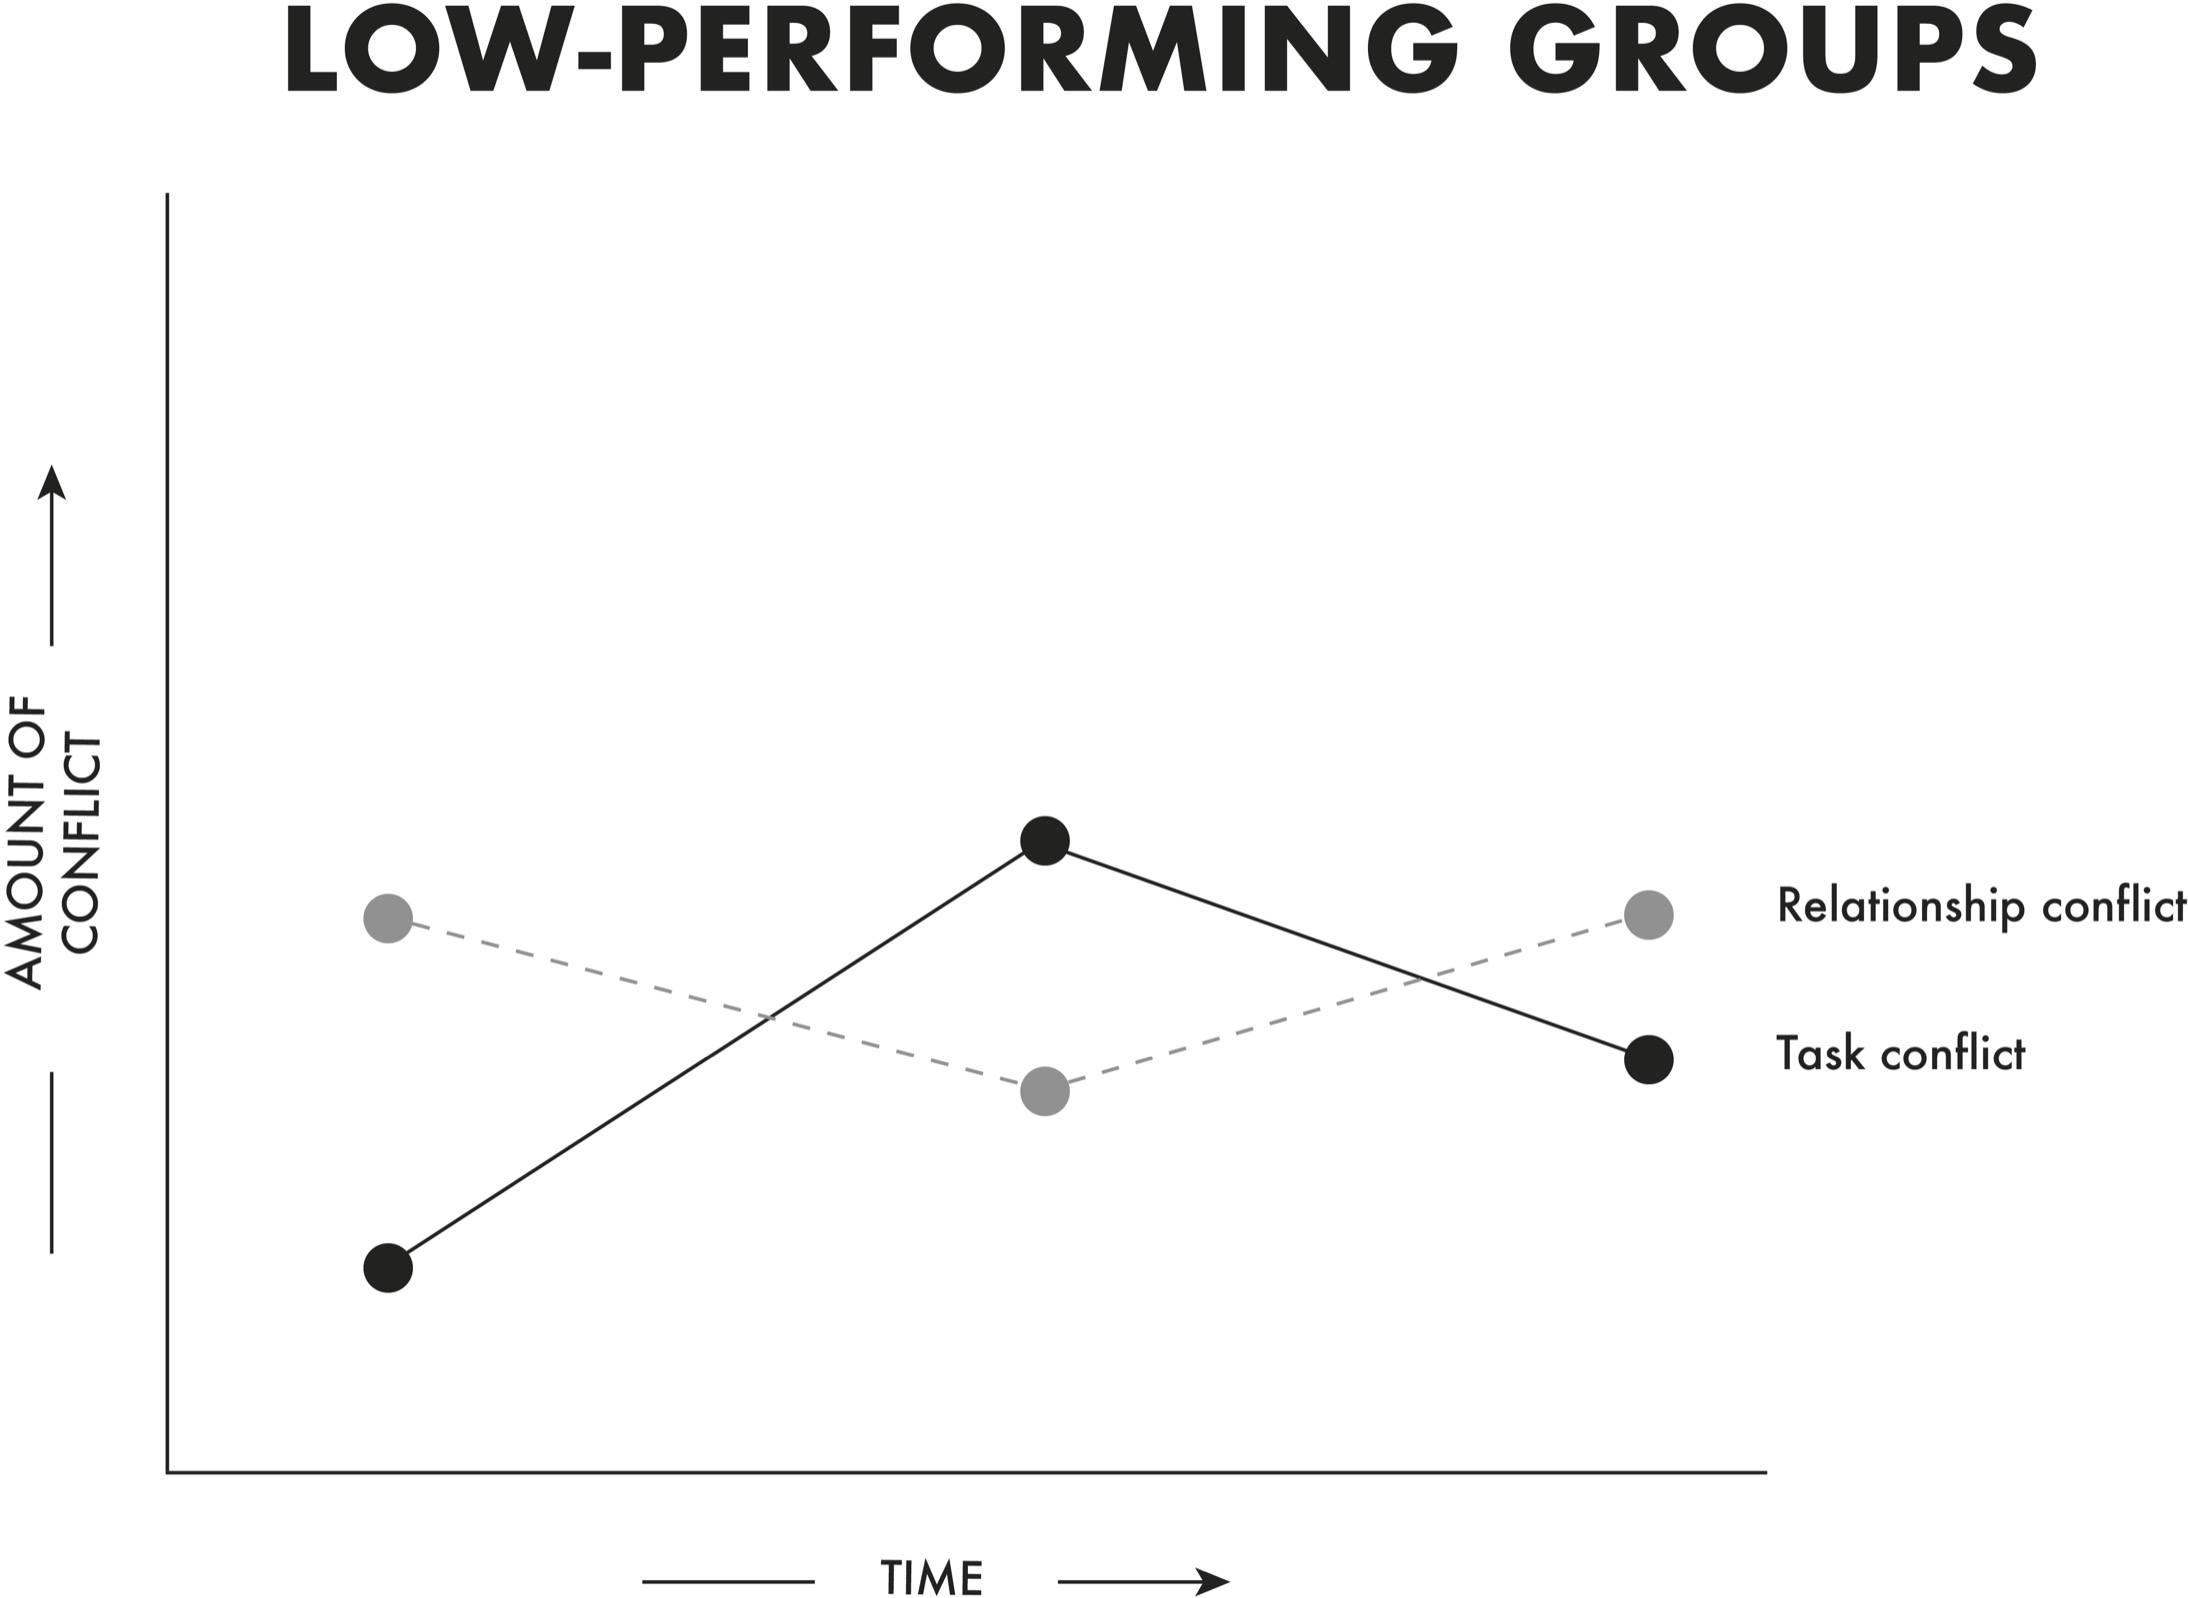 LOW-PERFORMING GROUPS
AMOUNT OF
CONFLICT
Relationship conflict
Task conflict
TIME